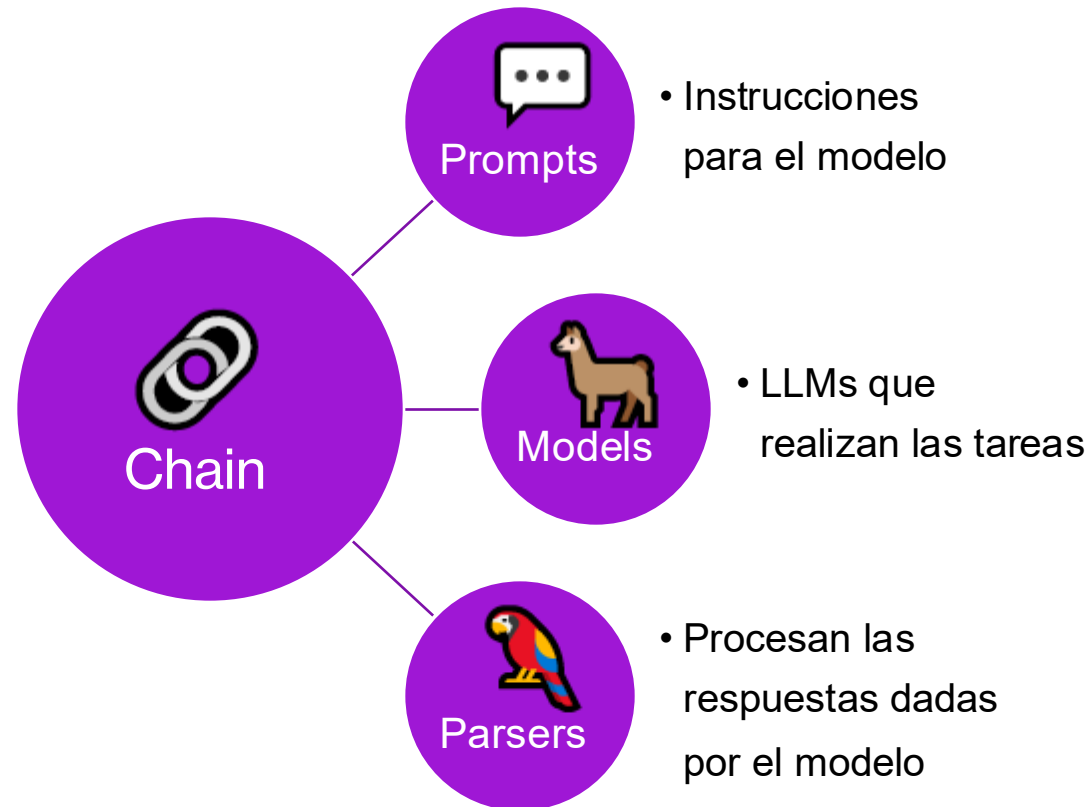 Prompts
• Instrucciones
para el modelo
Chain
Models
• LLMs que
realizan las tareas
Parsers
• Procesan las
respuestas dadas
por el modelo